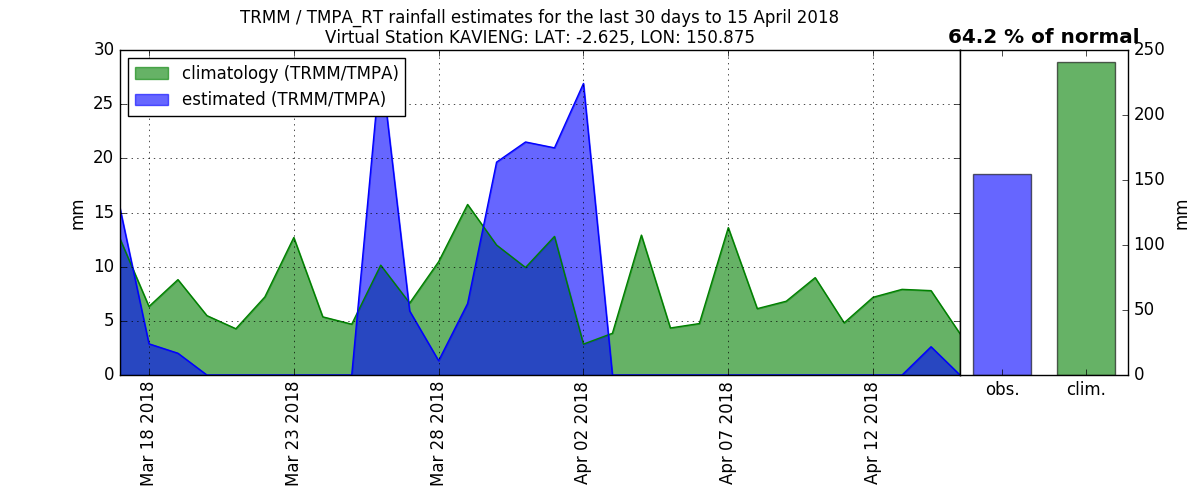 TRMM / TMPA_RT rainfall estimates for the last 30 days to 15 April 2018
Virtual Station KAVIENG: LAT: -2.625, LON: 150.875
64.2 % of normal
climatology (TRMM/TMPA)
estimated (TRMM/TMPA)
30
25
20
15
10
5
0
mm
Mar 18 2018
Mar 23 2018
Mar 28 2018
Apr 02 2018
Apr 07 2018
Apr 12 2018
obs.
clim.
250
200
150
100
50
0
mm